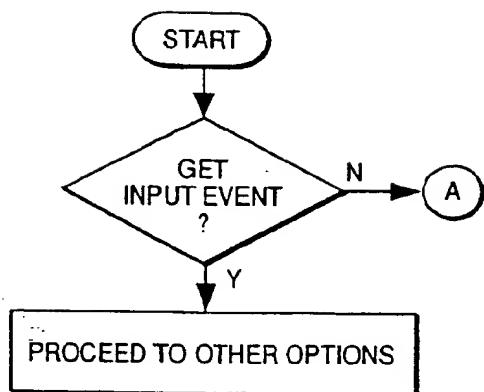 START
GET
INPUT EVENT
?
N
A
Y
PROCEED TO OTHER OPTIONS